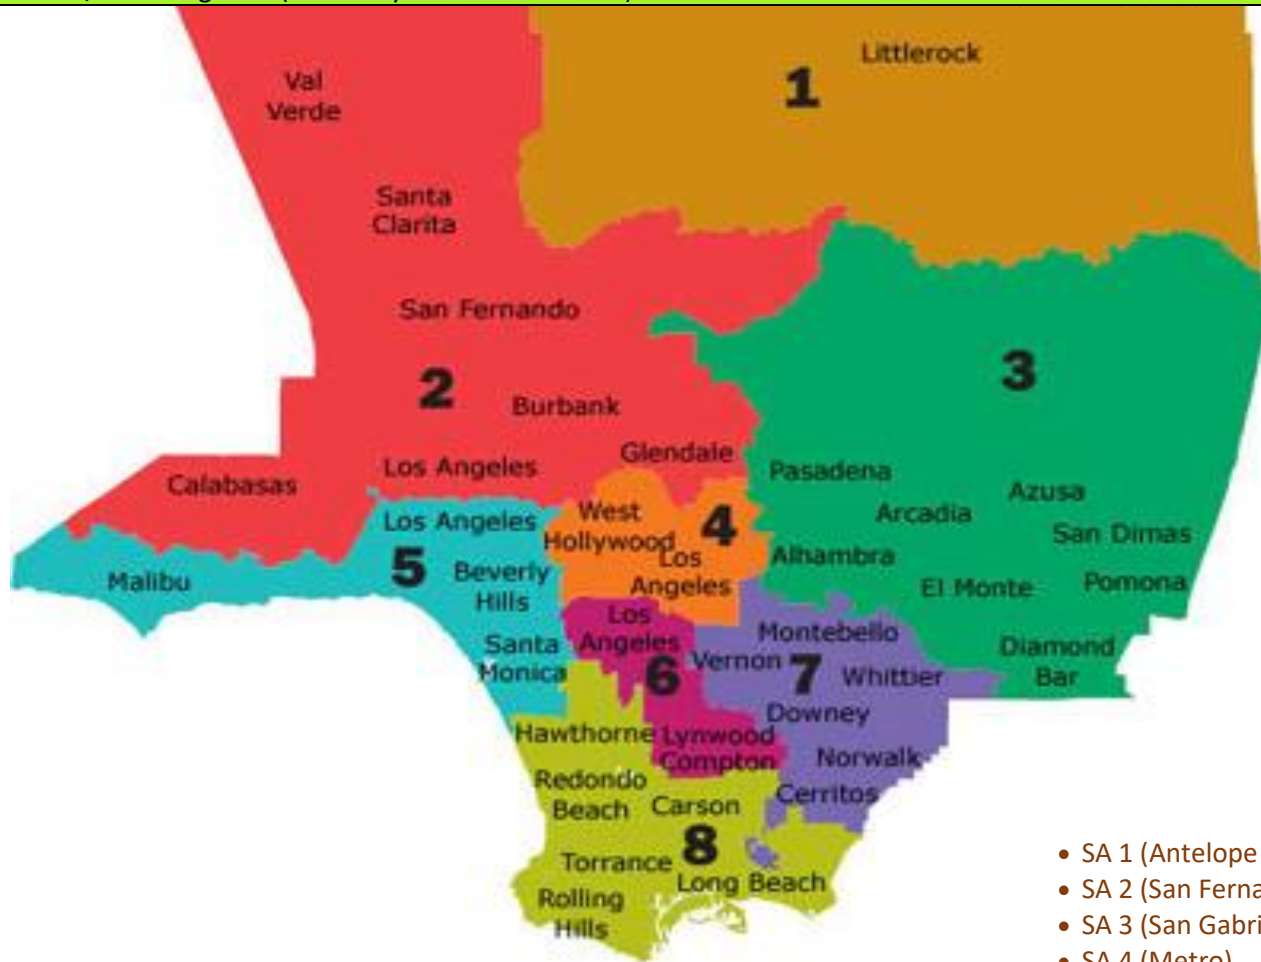 Littlerock
1
Val
Verde
Santa
Clarita
San Fernando
3
2
Burbank
Glendale
Los Angeles
Pasadena
Calabasas
Azusa
West
Hollywood
4
Arcadia
Los Angeles
San Dimas
Los
Angeles
Alhambra
5
Beverly
Hills
Malibu
El Monte
Pomona
Los
Angeles
Montebello
Santa
Monica
Vernon
7
Whittier
Diamond
Bar
6
Downey
Hawthorne
Lynwood
Compton
Norwalk
Redondo
Beach
Carson
Cerritos
8
Torrance
Long Beach
Rolling
Hills
• SA 1 (Antelope
• SA 2 (San Ferna
• SA 3 (San Gabri
• SA 4 (Metro)